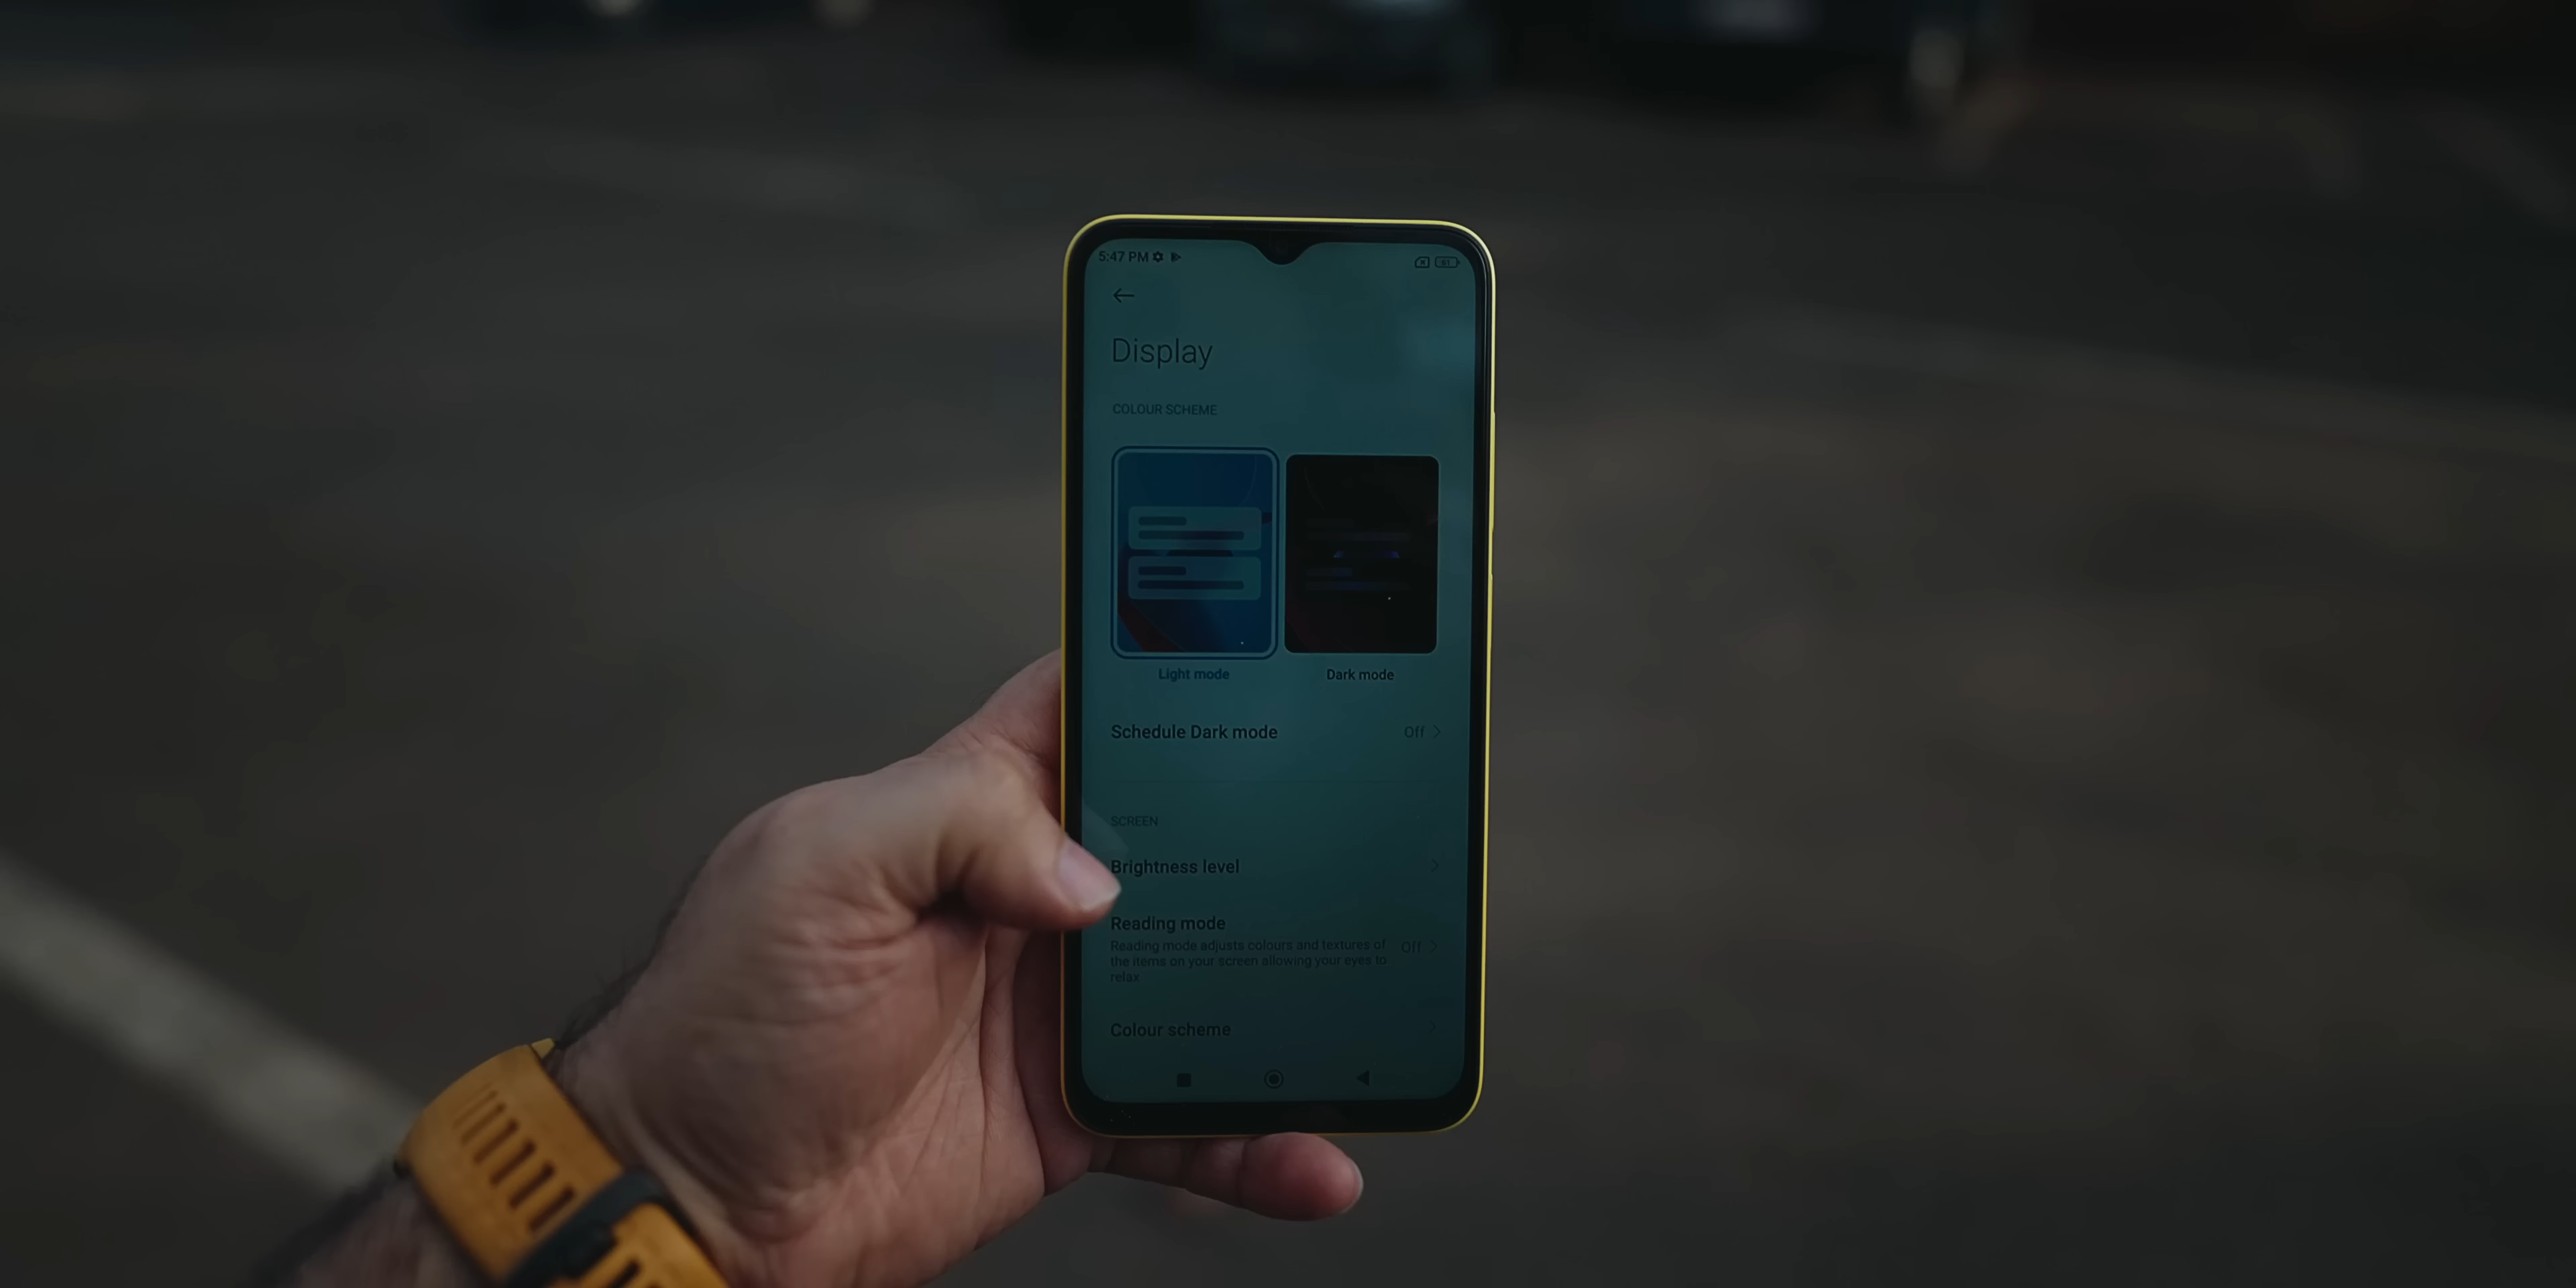 5:47 PM
Display
COLOUR SCHEME
Light mode
Dark mode
Schedule Dark mode
Off
SCREEN
Brightness level
Reading mode
Reading mode adjusts colours and textures of
the items on your screen allowing your eyes to
relax
Off
Colour scheme